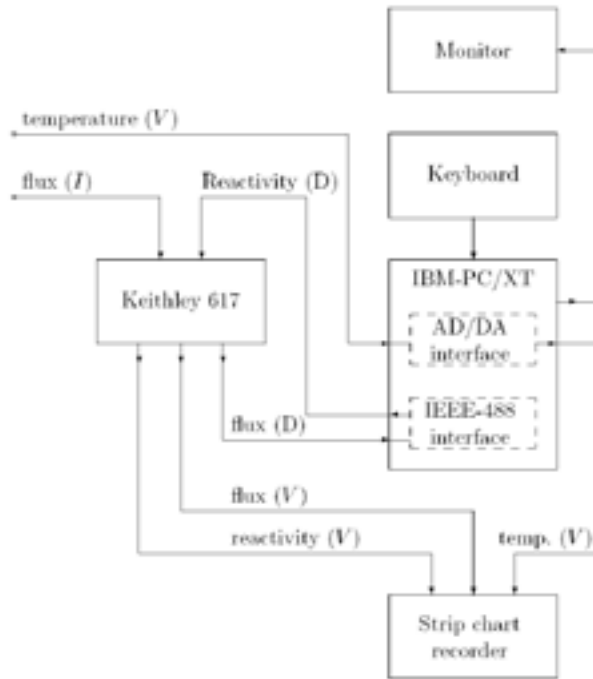 Monitor
temperature (V)
flux (I)
Reactivity (D)
Keyboard
Keithley 617
IBM-PC/XT
AD/DA
interface
IEEE-488
interface
flux (D)
flux (V)
reactivity (V)
temp. (V)
Strip chart
recorder